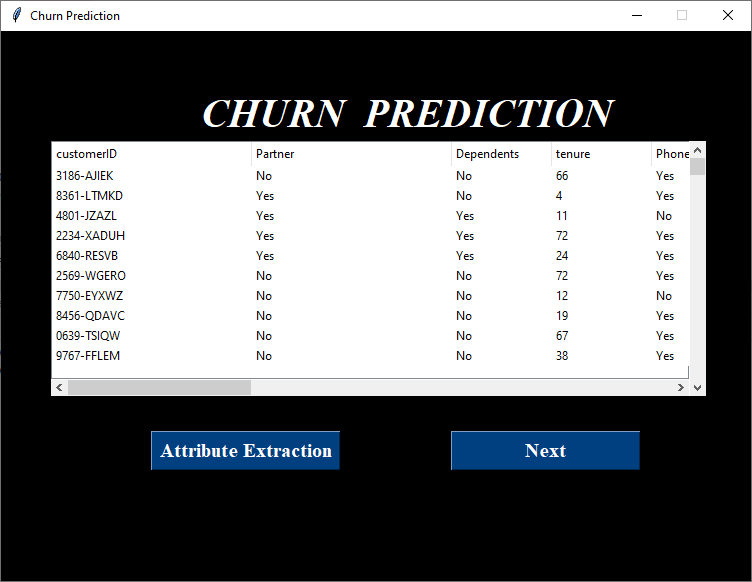 Churn Prediction
CHURN PREDICTION
customerID Partner Dependents tenure Phone
3186-AJIEK No No 66 Yes
8361-LTMKD Yes No 4 Yes
4801-JZAZL Yes Yes 11 No
2234-XADUH Yes Yes 72 Yes
6840-RESVB Yes Yes 24 Yes
2569-WGERO No No 72 Yes
7750-EYXWZ No No 12 No
8456-QDAVC No No 19 Yes
0639-TSIQW No No 67 Yes
9767-FFLEM No No 38 Yes
Attribute Extraction Next